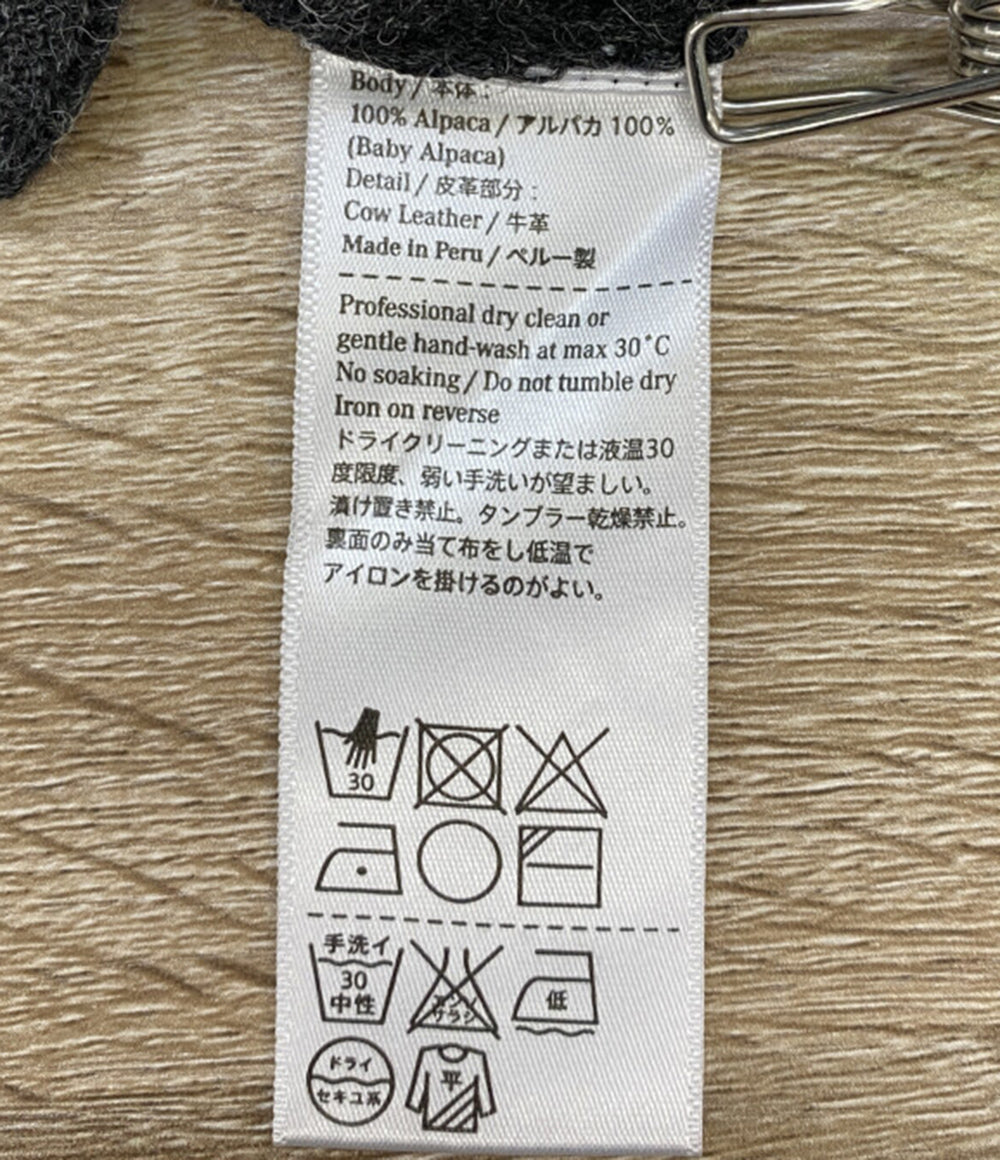 Body / 本体 :
100% Alpaca / アルパカ 100%
(Baby Alpaca)
Detail / 皮革部分 :
Cow Leather / 牛革
Made in Peru / ペルー製
Professional dry clean or
gentle hand-wash at max 30˚C
No soaking / Do not tumble dry
Iron on reverse
ドライクリーニングまたは液温30
度限度、弱い手洗いが望ましい。
漬け置き禁止。タンブラー乾燥禁止。
裏面のみ当て布をし低温で
アイロンを掛けるのがよい。
30
手洗イ
30
中性
エンソ
サラシ
低
ドライ
セキユ系
平